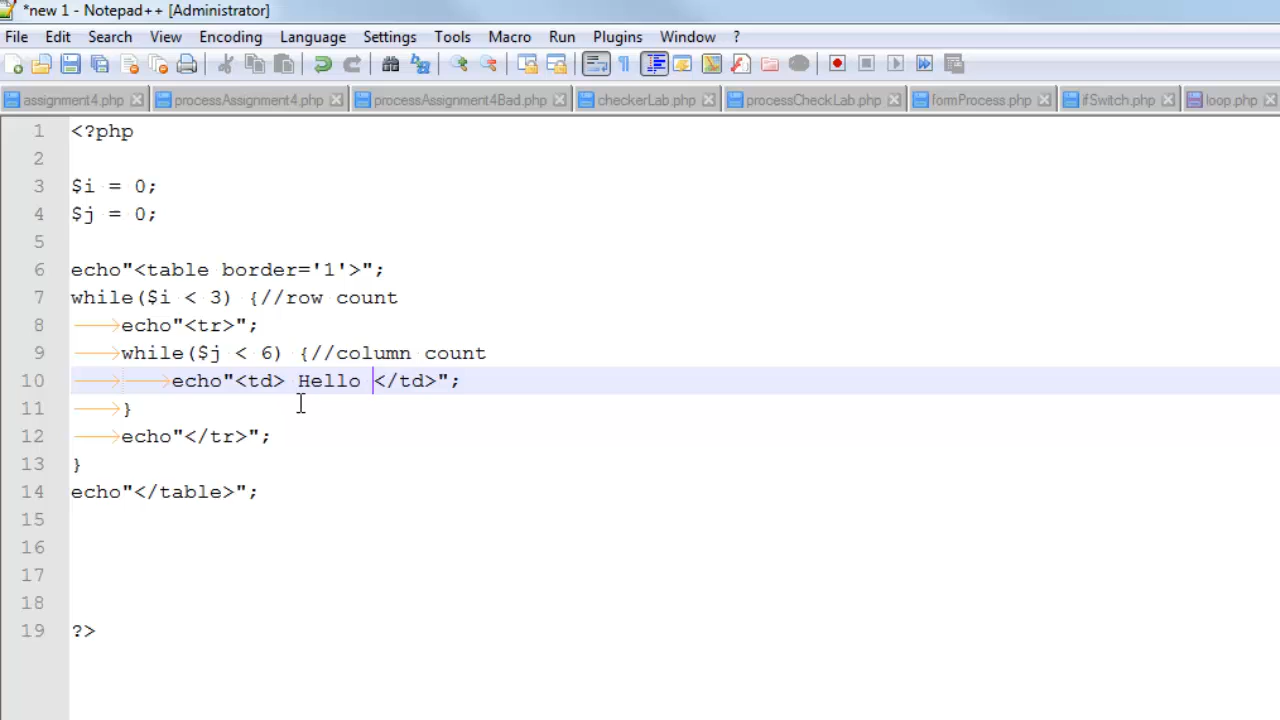 *new 1 - Notepad++ [Administrator]
File Edit Search View Encoding Language Settings Tools Macro Run Plugins Window ?
assignment4.php processAssignment4.php processAssignment4Bad.php checkerLab.php processCheckLab.php formProcess.php ifSwitch.php loop.php
1 <?php
2
3 $i = 0;
4 $j = 0;
5
6 echo"<table border='1'>";
7 while($i < 3) {//row count
8 echo"<tr>";
9 while($j < 6) {//column count
10 echo"<td> Hello </td>";
11 }
12 echo"</tr>";
13 }
14 echo"</table>";
15
16
17
18
19 ?>